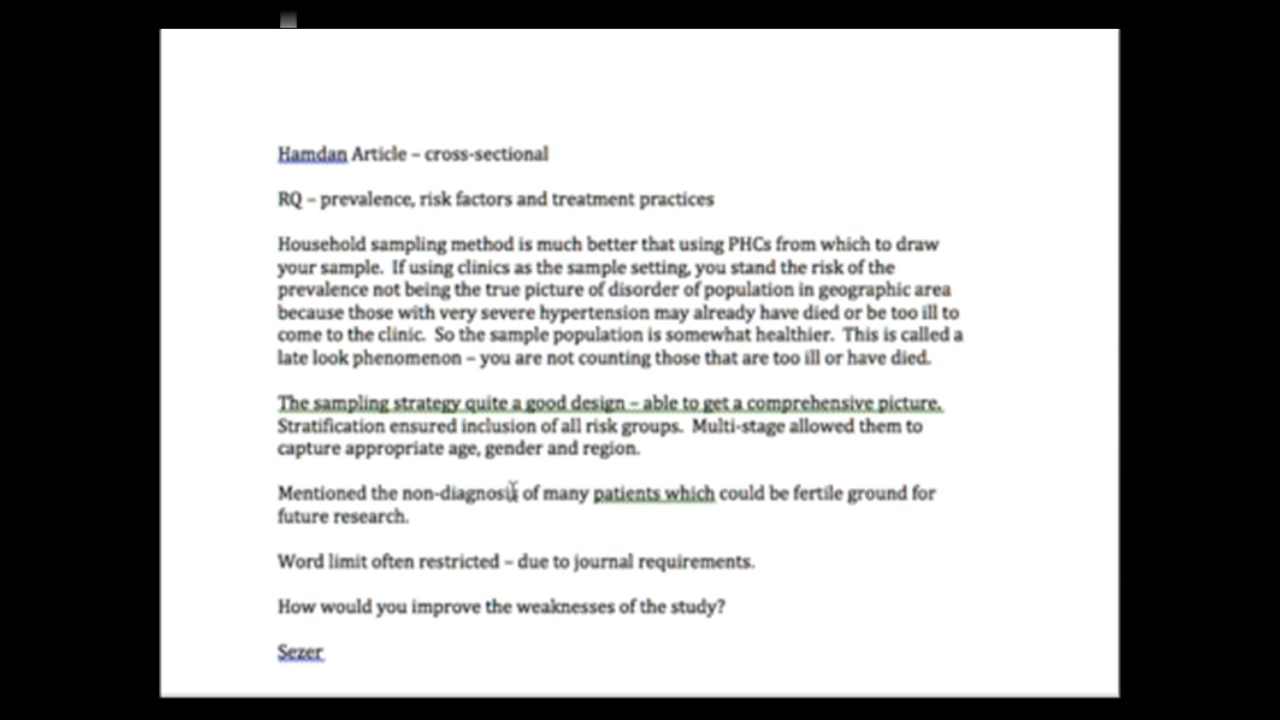 Hamdan Article – cross-sectional
RQ – prevalence, risk factors and treatment practices
Household sampling method is much better that using PHCs from which to draw
your sample.  If using clinics as the sample setting, you stand the risk of the
prevalence not being the true picture of disorder of population in geographic area
because those with very severe hypertension may already have died or be too ill to
come to the clinic.  So the sample population is somewhat healthier.  This is called a
late look phenomenon – you are not counting those that are too ill or have died.
The sampling strategy quite a good design – able to get a comprehensive picture.
Stratification ensured inclusion of all risk groups.  Multi-stage allowed them to
capture appropriate age, gender and region.
Mentioned the non-diagnosis of many patients which could be fertile ground for
future research.
Word limit often restricted – due to journal requirements.
How would you improve the weaknesses of the study?
Sezer